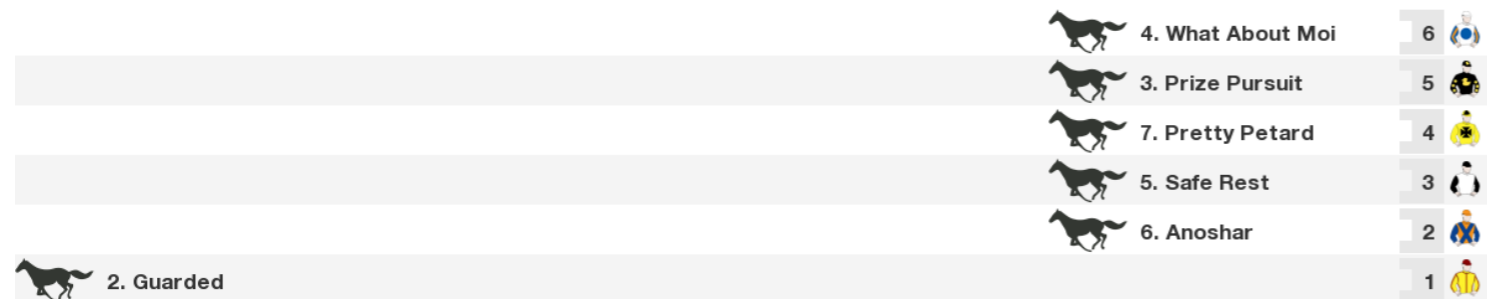 4. What About Moi 6
3. Prize Pursuit 5
7. Pretty Petard 4
5. Safe Rest 3
6. Anoshar 2
2. Guarded 1